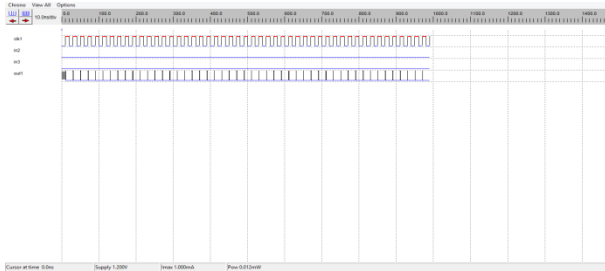 Chrono View All Options
10.0ns/div 0.0 100.0 200.0 300.0 400.0 500.0 600.0 700.0 800.0 900.0 1000.0 1100.0 1200.0 1300.0 1400.0
clk1
in2
in3
out1
Cursor at time 0.0ns Supply 1.200V Imax 1.000mA Pow 0.012mW